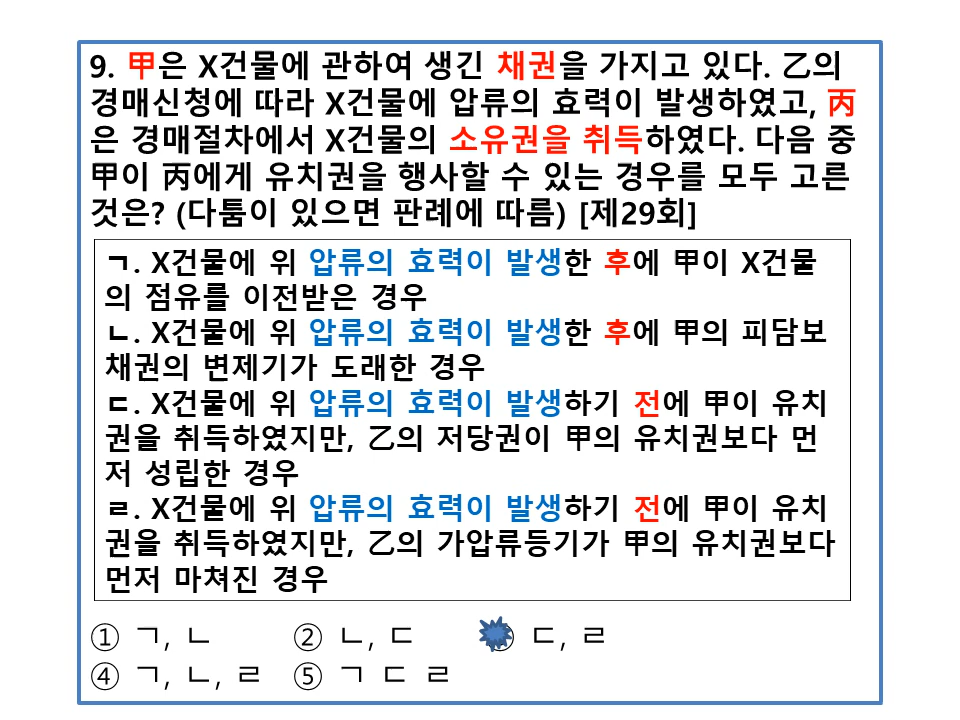 9. 甲은 X건물에 관하여 생긴 채권을 가지고 있다. 乙의
경매신청에 따라 X건물에 압류의 효력이 발생하였고, 丙
은 경매절차에서 X건물의 소유권을 취득하였다. 다음 중
甲이 丙에게 유치권을 행사할 수 있는 경우를 모두 고른
것은? (다툼이 있으면 판례에 따름) [제29회]
ㄱ. X건물에 위 압류의 효력이 발생한 후에 甲이 X건물
의 점유를 이전받은 경우
ㄴ. X건물에 위 압류의 효력이 발생한 후에 甲의 피담보
채권의 변제기가 도래한 경우
ㄷ. X건물에 위 압류의 효력이 발생하기 전에 甲이 유치
권을 취득하였지만, 乙의 저당권이 甲의 유치권보다 먼
저 성립한 경우
ㄹ. X건물에 위 압류의 효력이 발생하기 전에 甲이 유치
권을 취득하였지만, 乙의 가압류등기가 甲의 유치권보다
먼저 마쳐진 경우
① ㄱ, ㄴ ② ㄴ, ㄷ ㄷ, ㄹ
④ ㄱ, ㄴ, ㄹ ⑤ ㄱ ㄷ ㄹ